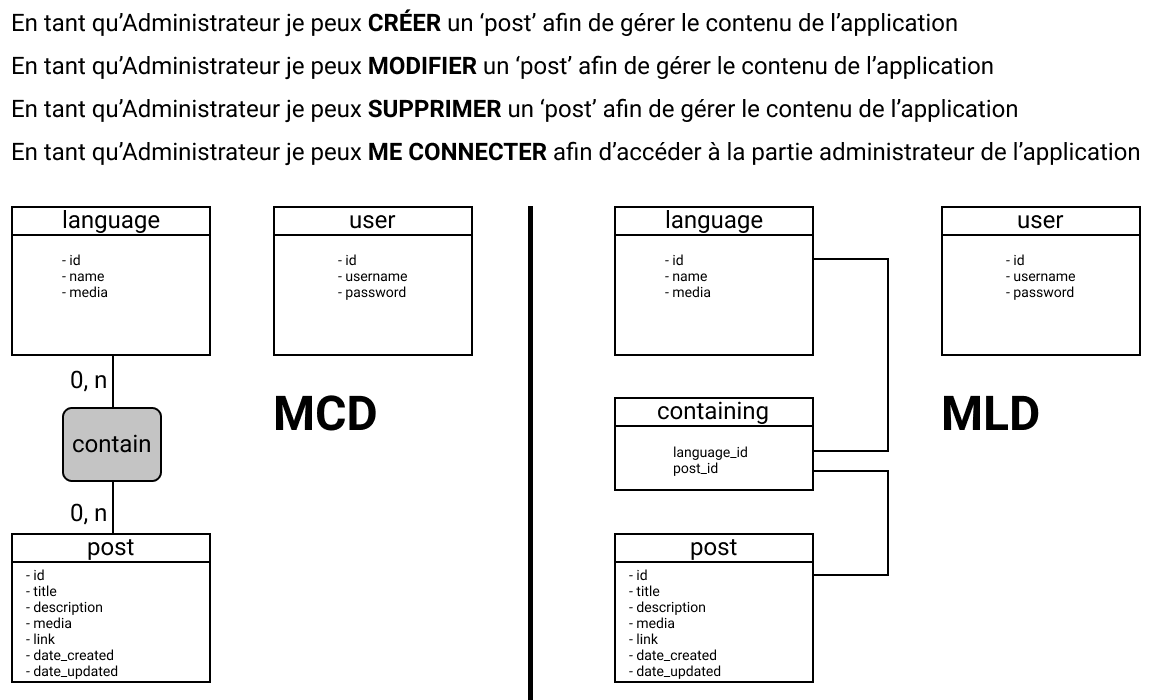 En tant qu’Administrateur je peux CRÉER un ‘post’ afin de gérer le contenu de l’application
En tant qu’Administrateur je peux MODIFIER un ‘post’ afin de gérer le contenu de l’application
En tant qu’Administrateur je peux SUPPRIMER un ‘post’ afin de gérer le contenu de l’application
En tant qu’Administrateur je peux ME CONNECTER afin d’accéder à la partie administrateur de l’application
language
- id
- name
- media
user
- id
- username
- password
0, n
contain
0, n
MCD
post
- id
- title
- description
- media
- link
- date_created
- date_updated
language
- id
- name
- media
user
- id
- username
- password
containing
language_id
post_id
MLD
post
- id
- title
- description
- media
- link
- date_created
- date_updated